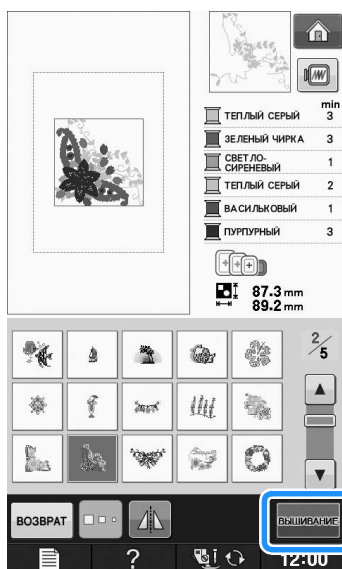 min
ТЕПЛЫЙ СЕРЫЙ 3
ЗЕЛЕНЫЙ ЧИРКА 3
СВЕТЛО-
СИРЕНЕВЫЙ 1
ТЕПЛЫЙ СЕРЫЙ 2
ВАСИЛЬКОВЫЙ 1
ПУРПУРНЫЙ 3
87.3 mm
89.2 mm
2/5
ВОЗВРАТ
ВЫШИВАНИЕ
?
12:00